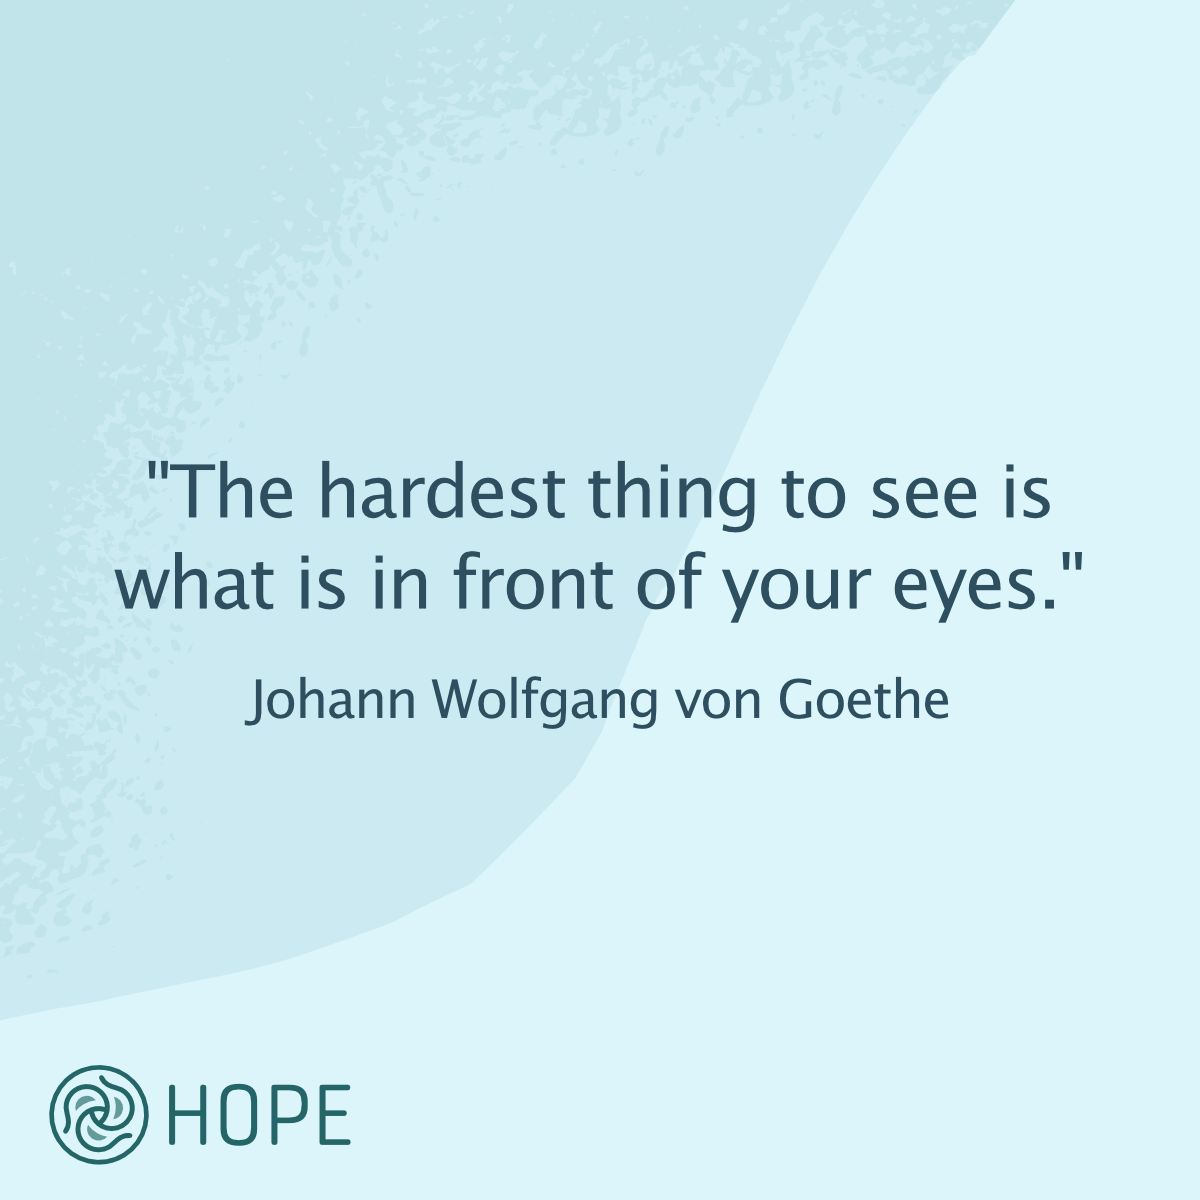 "The hardest thing to see is
what is in front of your eyes."
Johann Wolfgang von Goethe
HOPE